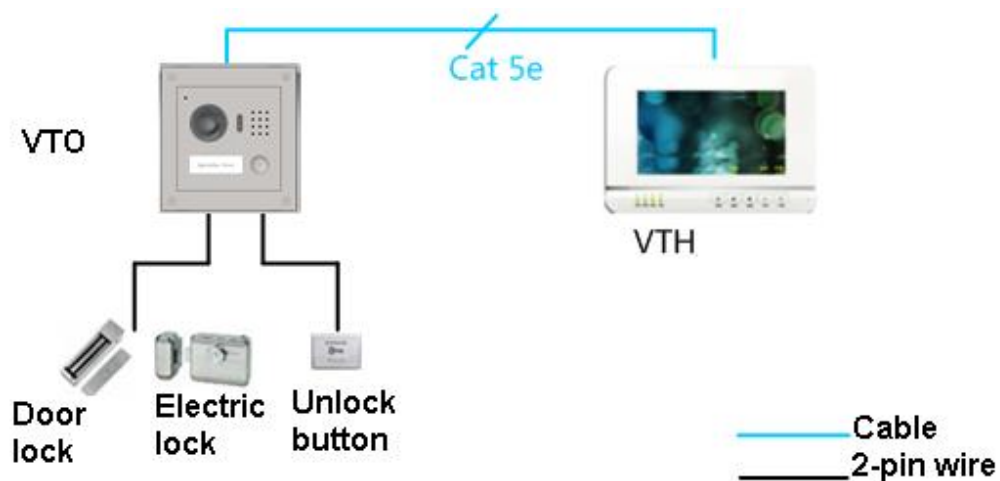 Cat 5e
VTO
VTH
Door
lock
Electric
lock
Unlock
button
Cable
2-pin wire